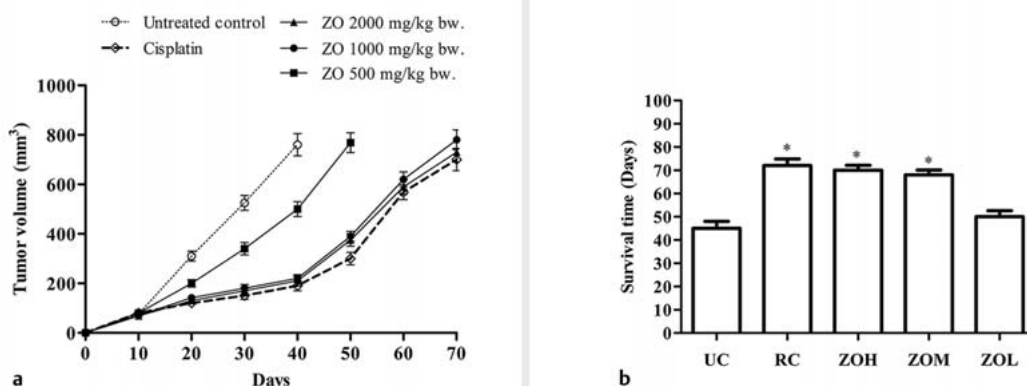 Untreated control
Cisplatin
ZO 2000 mg/kg bw.
ZO 1000 mg/kg bw.
ZO 500 mg/kg bw.
Tumor volume (mm³)
1000
800
600
400
200
0
0 10 20 30 40 50 60 70
Days
a
Survival time (Days)
100
90
80
70
60
50
40
30
20
10
0
* * *
UC RC ZOH ZOM ZOL
b